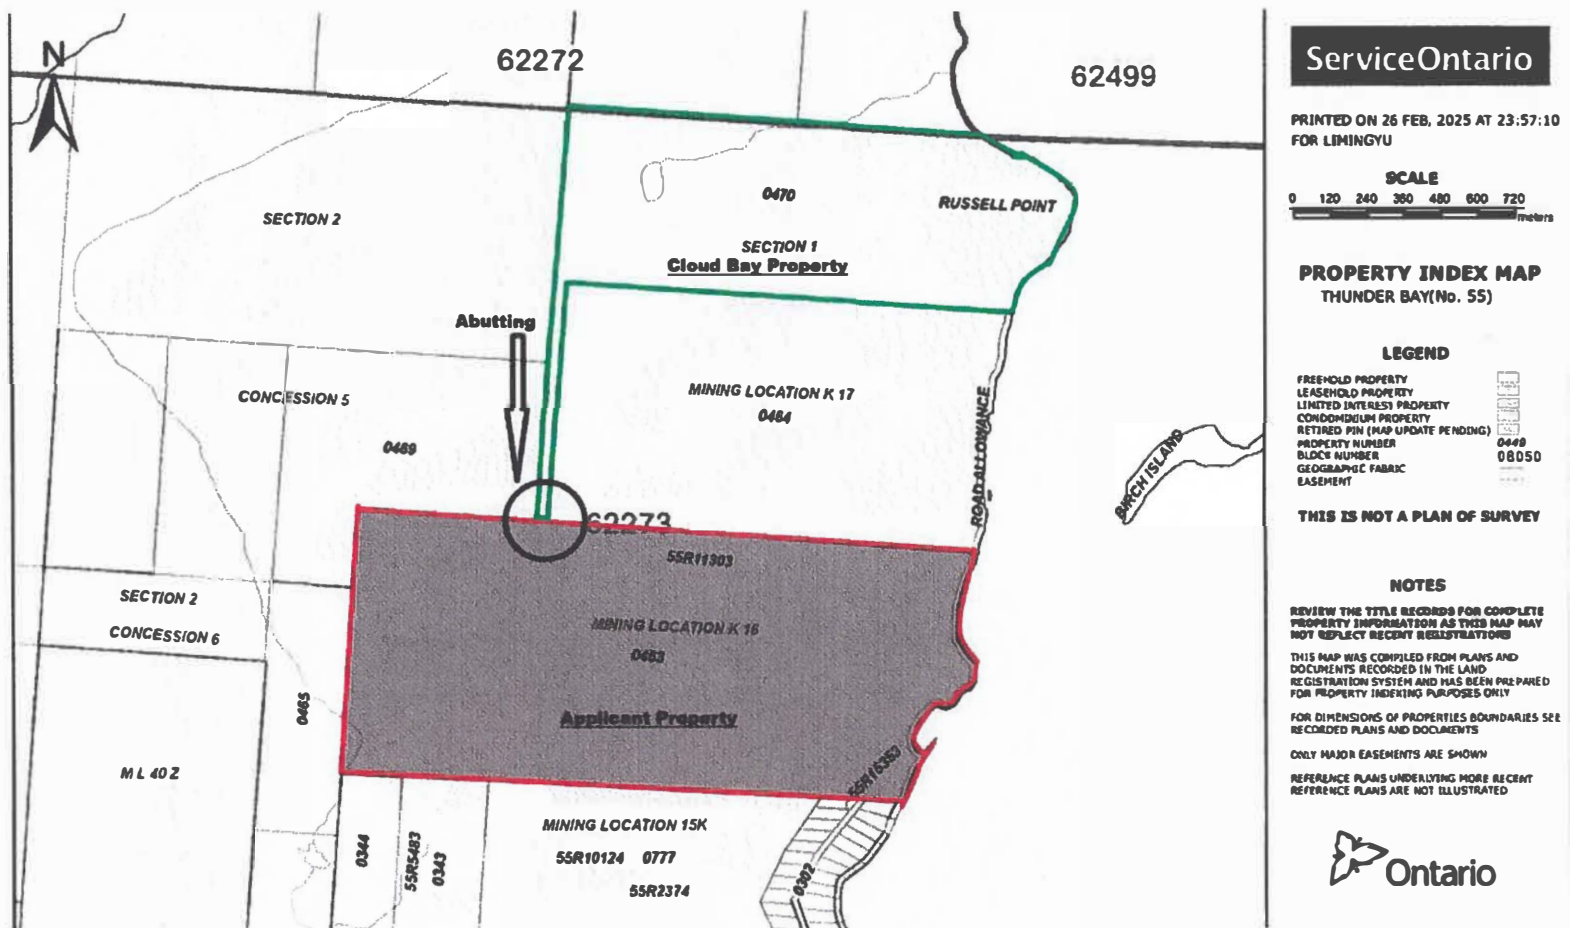 N
62272
62499
0470
RUSSELL POINT
SECTION 2
SECTION 1
Cloud Bay Property
Abutting
MINING LOCATION K 17
0464
CONCESSION 5
0469
ROAD ALLOWANCE
BIRCH ISLAND
62273
55R11303
SECTION 2
CONCESSION 6
MINING LOCATION K 16
0463
0465
Applicant Property
M L 40 Z
55R16353
MINING LOCATION 15K
0344
55R5483
0343
55R10124 0777
55R2374
0302
ServiceOntario
PRINTED ON 26 FEB, 2025 AT 23:57:10
FOR LIMINGYU
SCALE
0 120 240 360 480 600 720
meters
PROPERTY INDEX MAP
THUNDER BAY(No. 55)
LEGEND
FREEHOLD PROPERTY
LEASEHOLD PROPERTY
LIMITED INTEREST PROPERTY
CONDOMINIUM PROPERTY
RETIRED PIN (MAP UPDATE PENDING)
PROPERTY NUMBER 0449
BLOCK NUMBER 08050
GEOGRAPHIC FABRIC
EASEMENT
THIS IS NOT A PLAN OF SURVEY
NOTES
REVIEW THE TITLE RECORDS FOR COMPLETE
PROPERTY INFORMATION AS THIS MAP MAY
NOT REFLECT RECENT REGISTRATIONS
THIS MAP WAS COMPILED FROM PLANS AND
DOCUMENTS RECORDED IN THE LAND
REGISTRATION SYSTEM AND HAS BEEN PREPARED
FOR PROPERTY INDEXING PURPOSES ONLY
FOR DIMENSIONS OF PROPERTIES BOUNDARIES SEE
RECORDED PLANS AND DOCUMENTS
ONLY MAJOR EASEMENTS ARE SHOWN
REFERENCE PLANS UNDERLYING MORE RECENT
REFERENCE PLANS ARE NOT ILLUSTRATED
Ontario